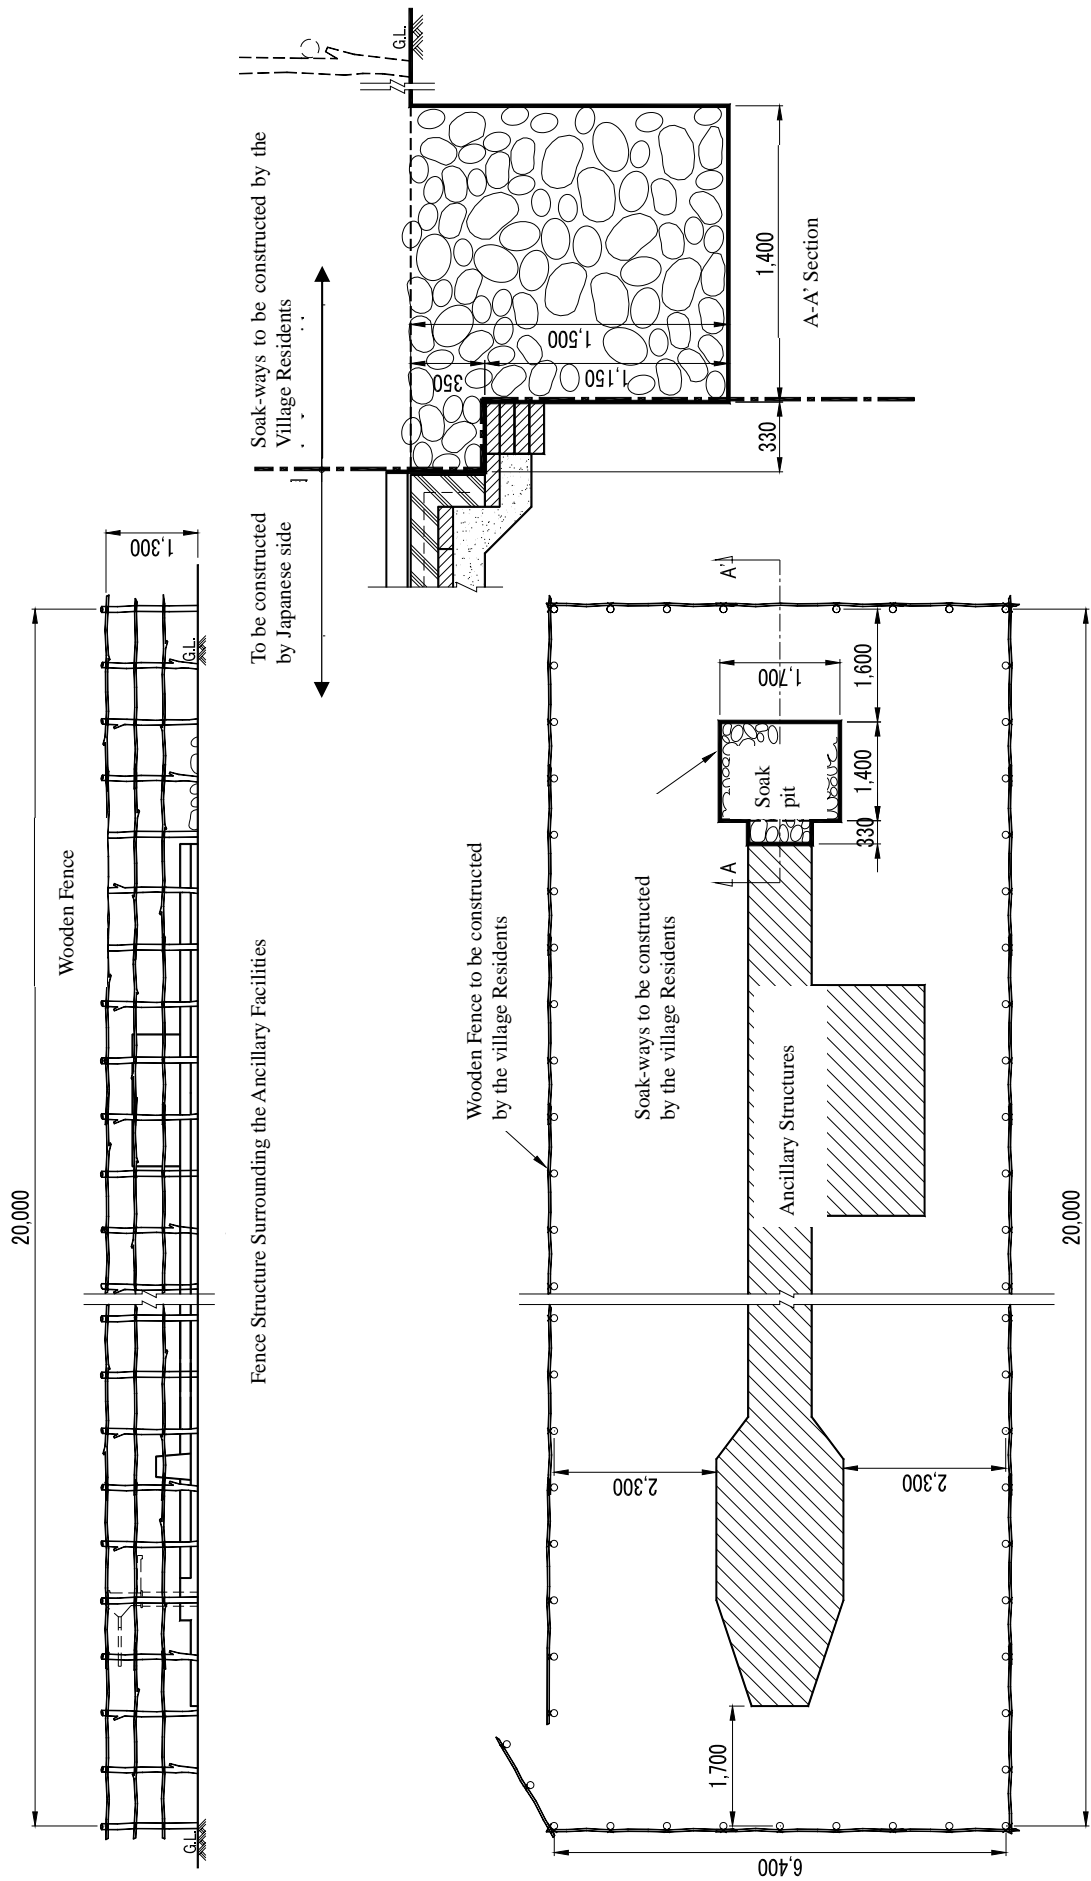 20,000
Wooden Fence
1,300
G.L.
G.L.
Fence Structure Surrounding the Ancillary Facilities
To be constructed
by Japanese side
Soak-ways to be constructed by the
Village Residents
G.L.
350
1,500
1,150
330
1,400
A-A' Section
Wooden Fence to be constructed
by the village Residents
Soak-ways to be constructed
by the village Residents
6,400
1,700
2,300
2,300
Ancillary Structures
A
A'
Soak
pit
1,700
330
1,400
1,600
20,000